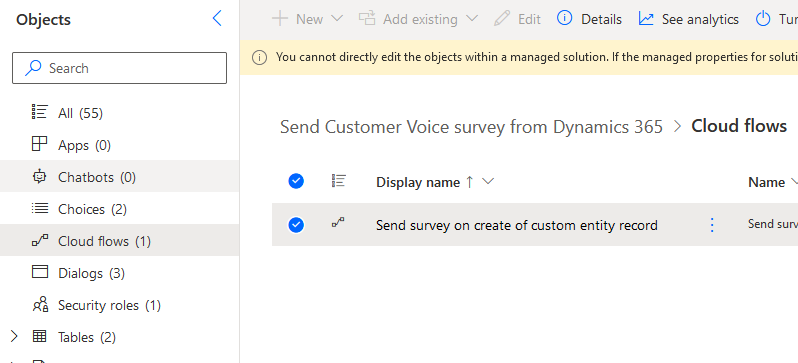 Objects
New
Add existing
Edit
Details
See analytics
You cannot directly edit the objects within a managed solution. If the managed properties for
Search
All (55)
Apps (0)
Chatbots (0)
Choices (2)
Cloud flows (1)
Dialogs (3)
Security roles (1)
Tables (2)
Send Customer Voice survey from Dynamics 365 > Cloud flows
Display name ↑
Name
Send survey on create of custom entity record
Send